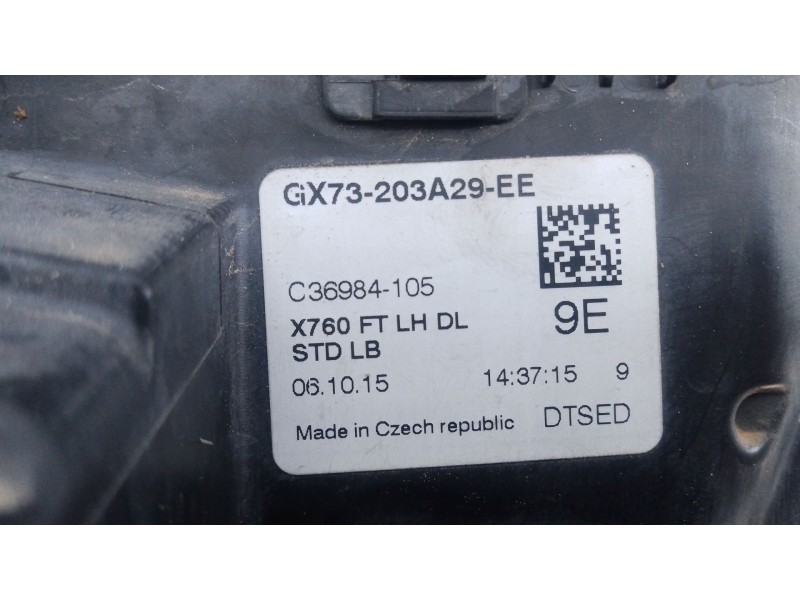 GX73-203A29-EE
C36984-105
9E
X760 FT LH DL
STD LB
06.10.15 14:37:15 9
Made in Czech republic DTSED